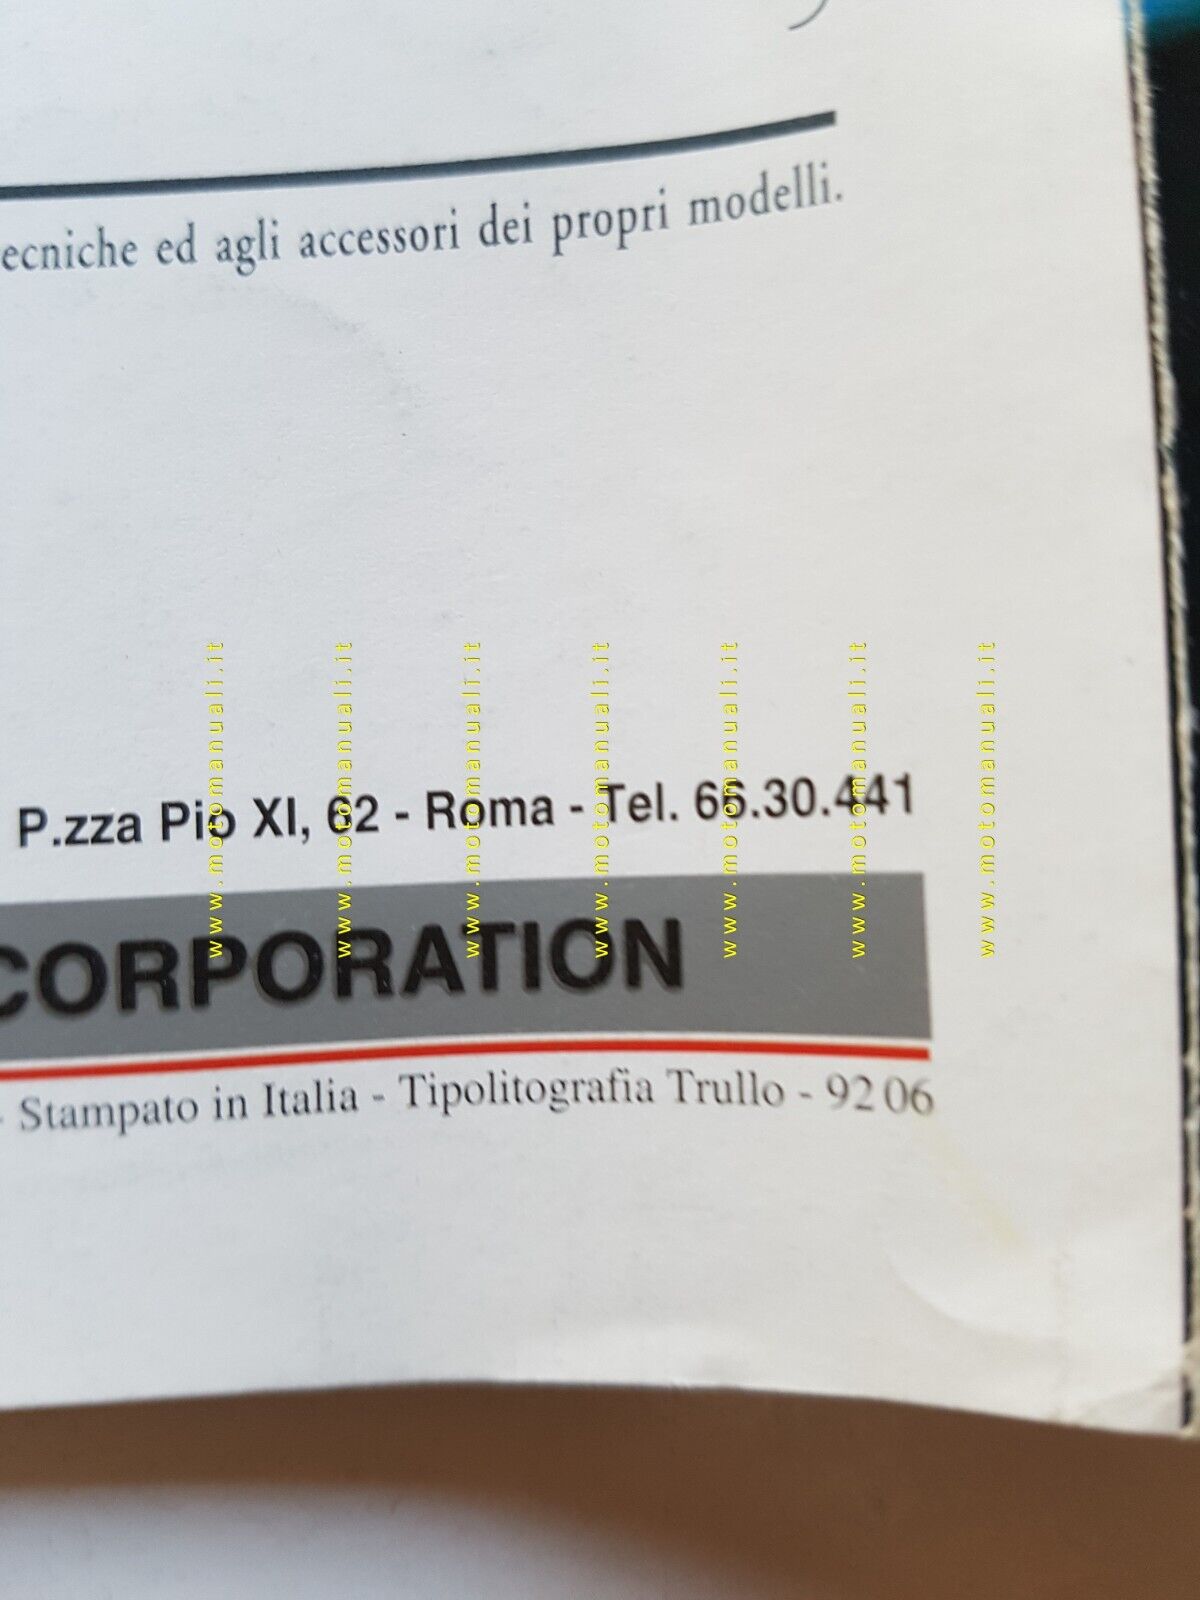 ecniche ed agli accessori dei propri modelli.
P.zza Pio XI, 62 - Roma - Tel. 66.30.441
CORPORATION
- Stampato in Italia - Tipolitografia Trullo - 92 06
www.motomanuali.it
www.motomanuali.it
www.motomanuali.it
www.motomanuali.it
www.motomanuali.it
www.motomanuali.it
www.motomanuali.it